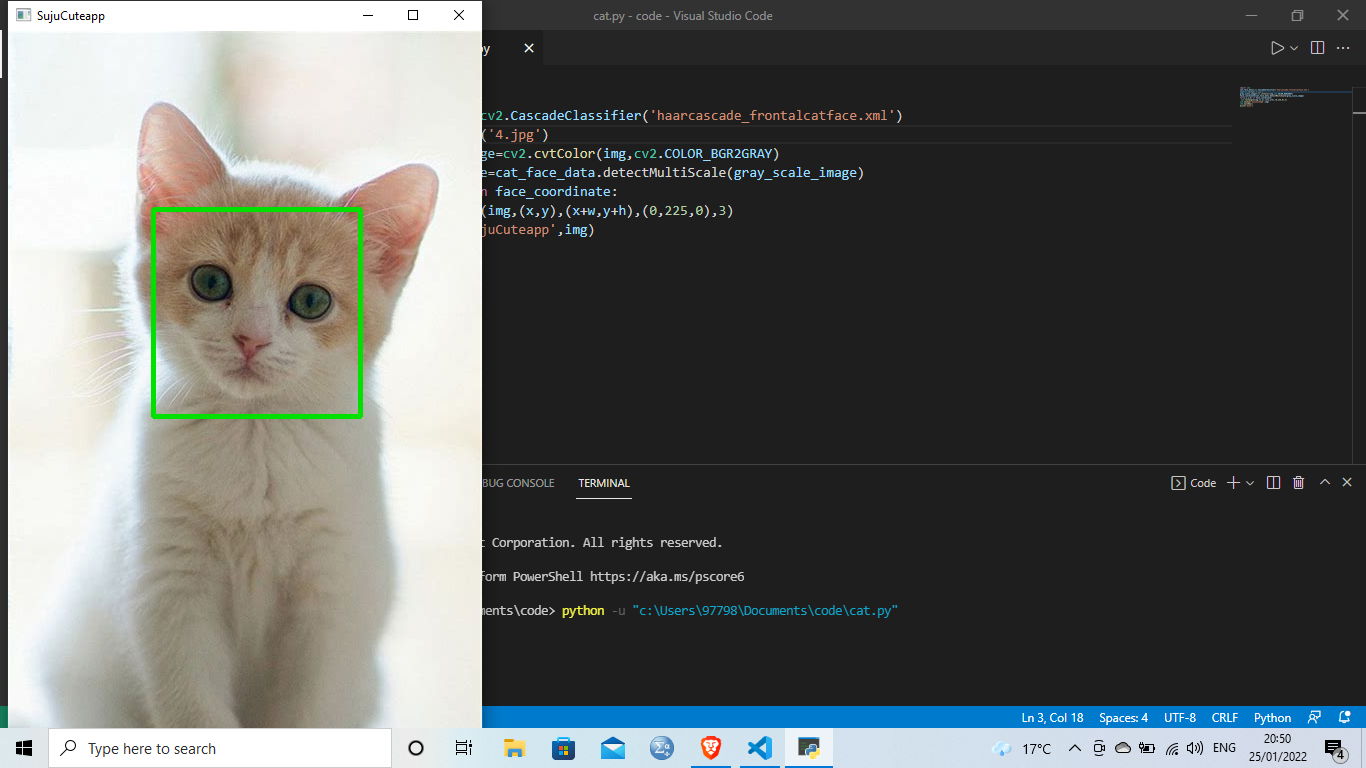 SujuCuteapp
cat.py - code - Visual Studio Code
py
cv2.CascadeClassifier('haarcascade_frontalcatface.xml')
('4.jpg')
ge=cv2.cvtColor(img,cv2.COLOR_BGR2GRAY)
e=cat_face_data.detectMultiScale(gray_scale_image)
n face_coordinate:
(img,(x,y),(x+w,y+h),(0,225,0),3)
juCuteapp',img)
BUG CONSOLE TERMINAL Code
t Corporation. All rights reserved.
form PowerShell https://aka.ms/pscore6
ments\code> python -u "c:\Users\97798\Documents\code\cat.py"
Ln 3, Col 18 Spaces: 4 UTF-8 CRLF Python
Type here to search
17°C ENG
20:50
25/01/2022
4